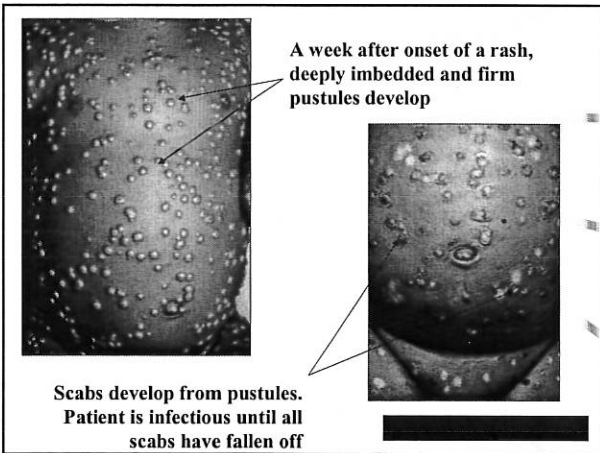 A week after onset of a rash,
deeply imbedded and firm
pustules develop
Scabs develop from pustules.
Patient is infectious until all
scabs have fallen off